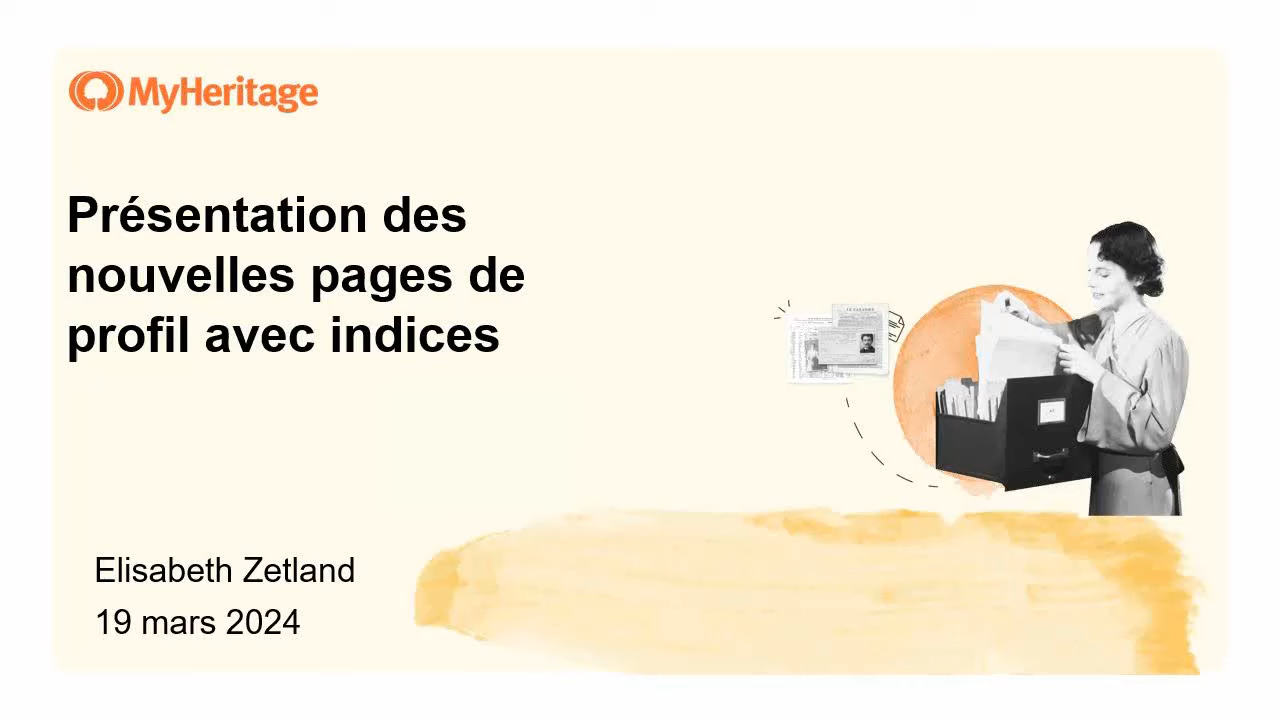 MyHeritage
Présentation des
nouvelles pages de
profil avec indices
Elisabeth Zetland
19 mars 2024